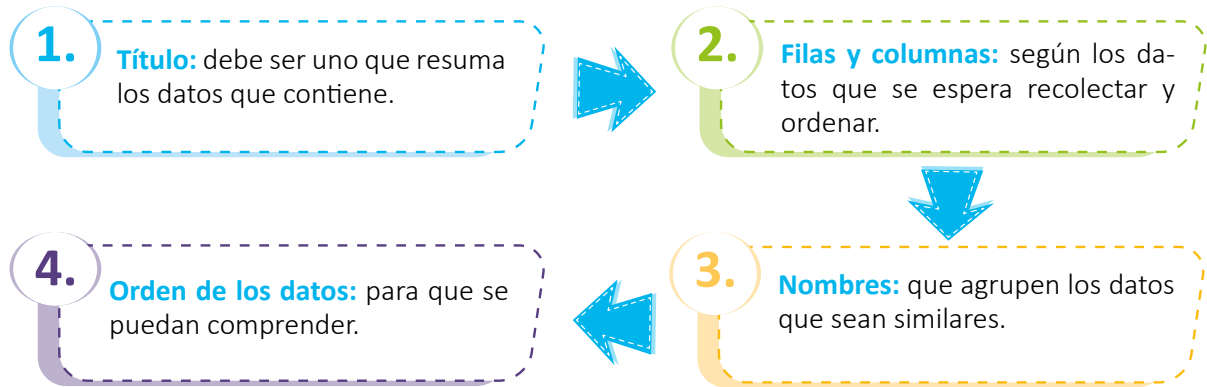 1.
Título: debe ser uno que resuma
los datos que contiene.
2.
Filas y columnas: según los da-
tos que se espera recolectar y
ordenar.
3.
Nombres: que agrupen los datos
que sean similares.
4.
Orden de los datos: para que se
puedan comprender.